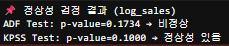 📌 정상성 검정 결과 (log_sales)
ADF Test: p-value=0.1734 → 비정상
KPSS Test: p-value=0.1000 → 정상성 있음